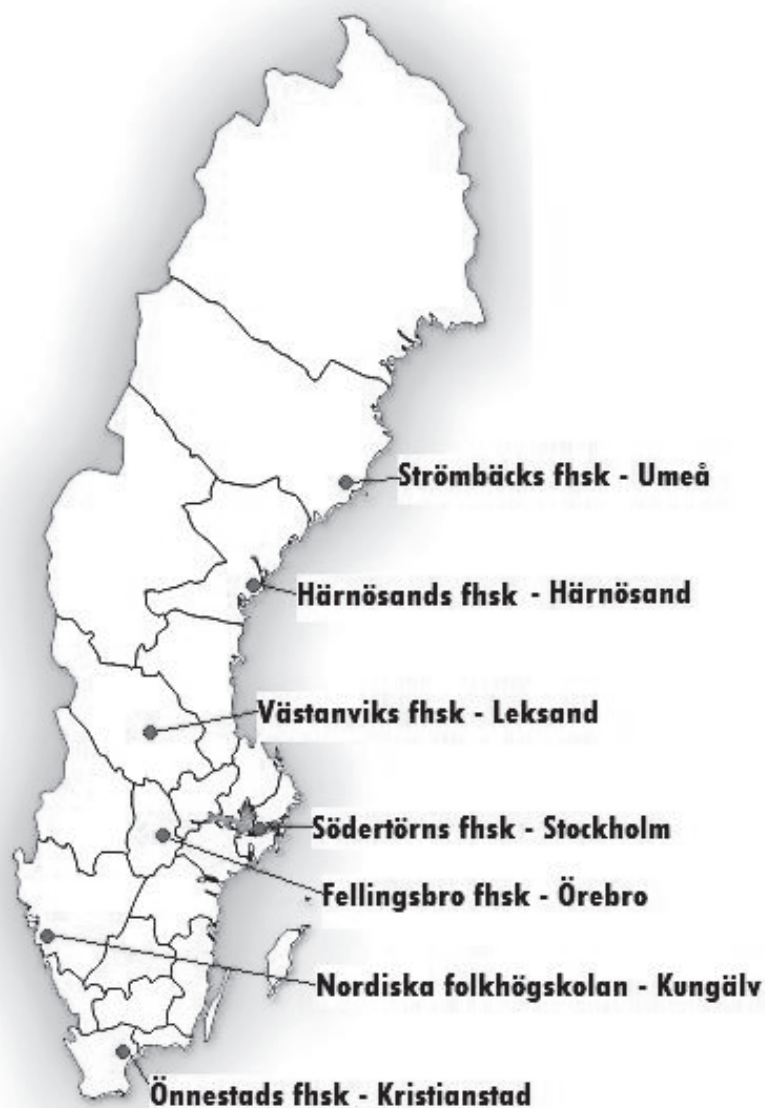 Strömbäcks fhsk - Umeå
Härnösands fhsk - Härnösand
Västanviks fhsk - Leksand
Södertörns fhsk - Stockholm
Fellingsbro fhsk - Örebro
Nordiska folkhögskolan - Kungälv
Önnestads fhsk - Kristianstad